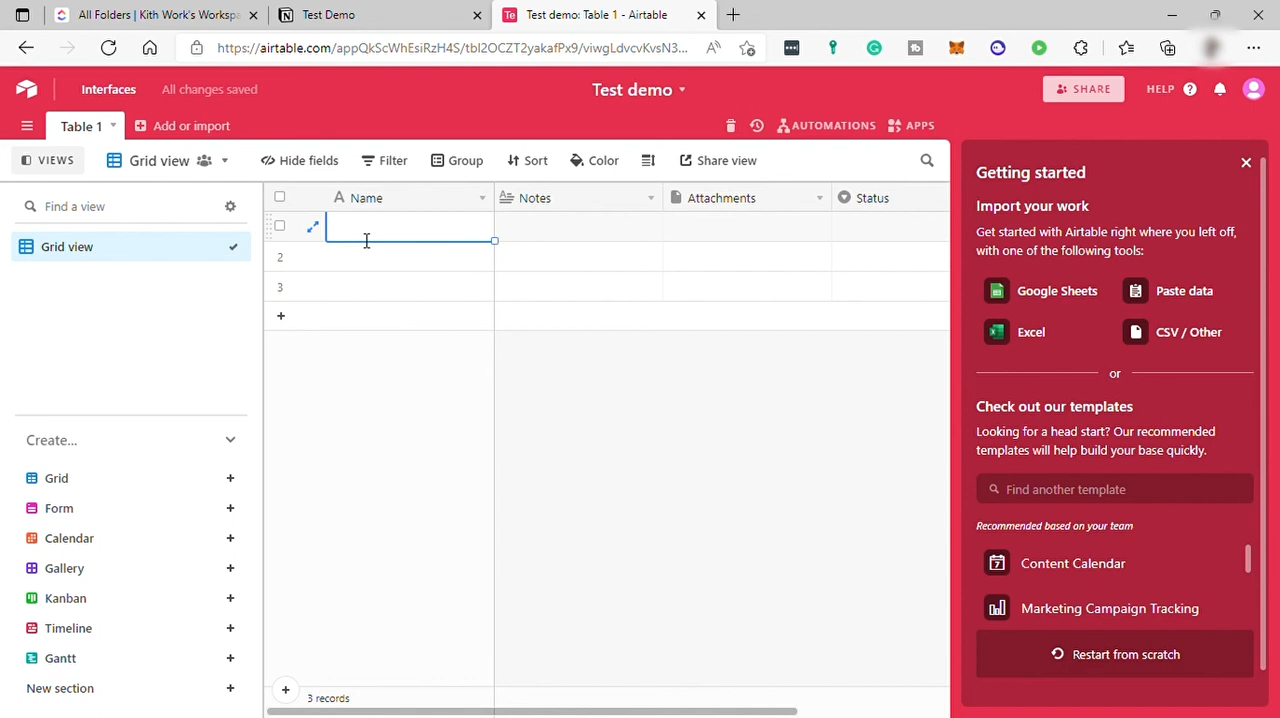 All Folders | Kith Work's Workspa
Test Demo
Te Test demo: Table 1 - Airtable
https://airtable.com/appQkScWhEsiRzH4S/tbl2OCZT2yakafPx9/viwgLdvcvKvsN3...
Interfaces
All changes saved
Test demo
SHARE
HELP
Table 1
Add or import
AUTOMATIONS
APPS
VIEWS
Grid view
Hide fields
Filter
Group
Sort
Color
Share view
Find a view
Grid view
Create...
Grid
Form
Calendar
Gallery
Kanban
Timeline
Gantt
New section
Name
Notes
Attachments
Status
2
3
3 records
Getting started
Import your work
Get started with Airtable right where you left off,
with one of the following tools:
Google Sheets
Paste data
Excel
CSV / Other
or
Check out our templates
Looking for a head start? Our recommended
templates will help build your base quickly.
Find another template
Recommended based on your team
Content Calendar
Marketing Campaign Tracking
Restart from scratch